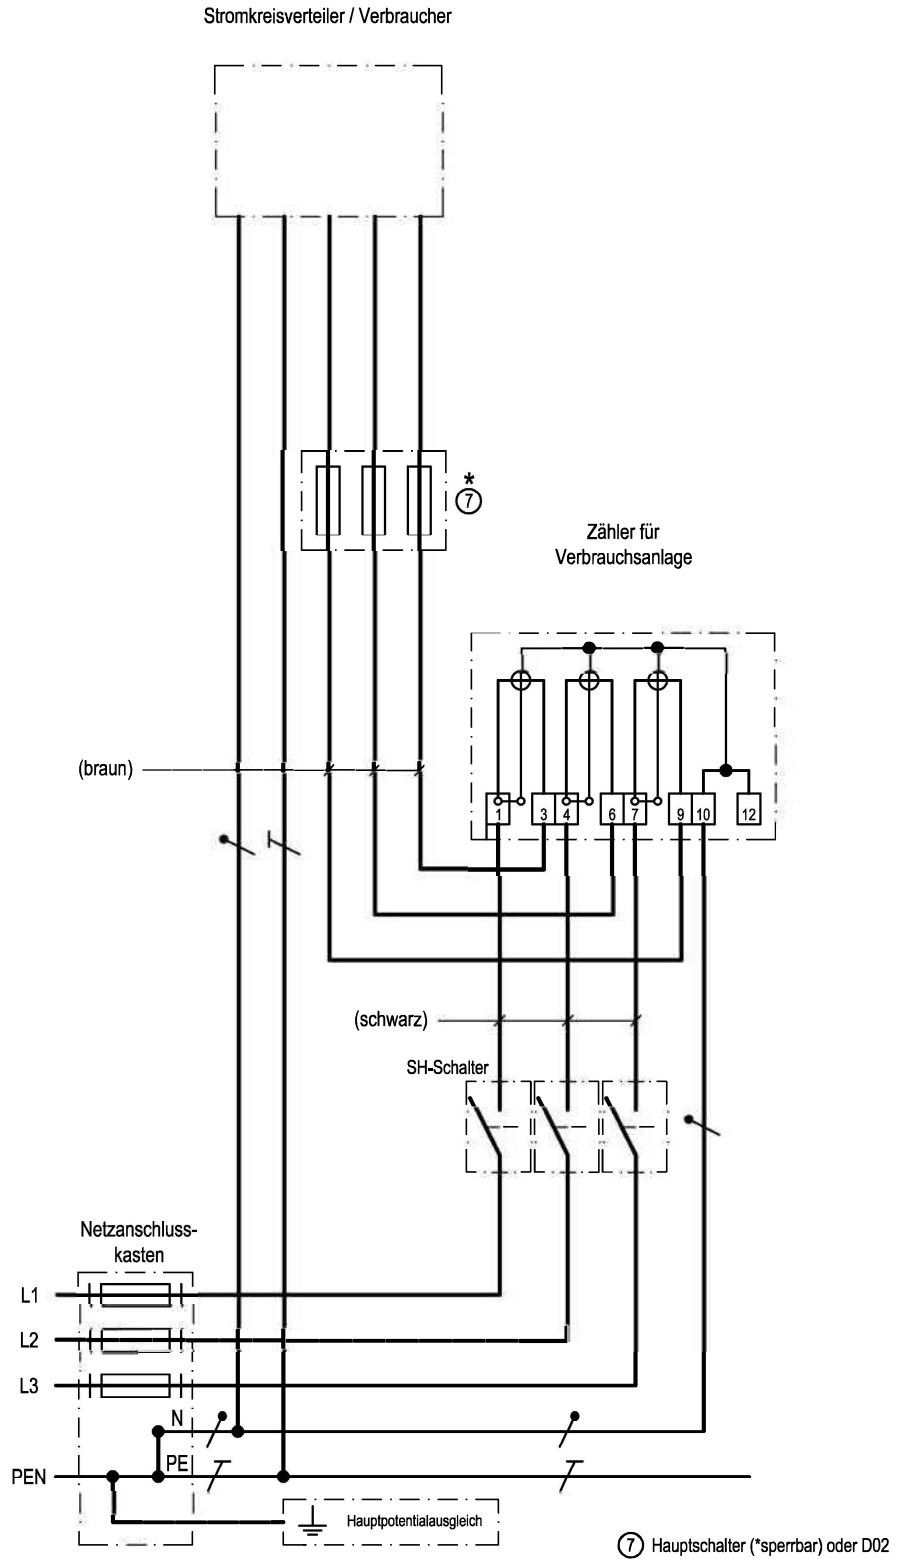 Stromkreisverteiler / Verbraucher
*
7
Zähler für
Verbrauchsanlage
(braun)
1 3 4 6 7 9 10 12
(schwarz)
SH-Schalter
Netzanschluss-
kasten
L1
L2
L3
N
PE
PEN
Hauptpotentialausgleich
7 Hauptschalter (*sperrbar) oder D02